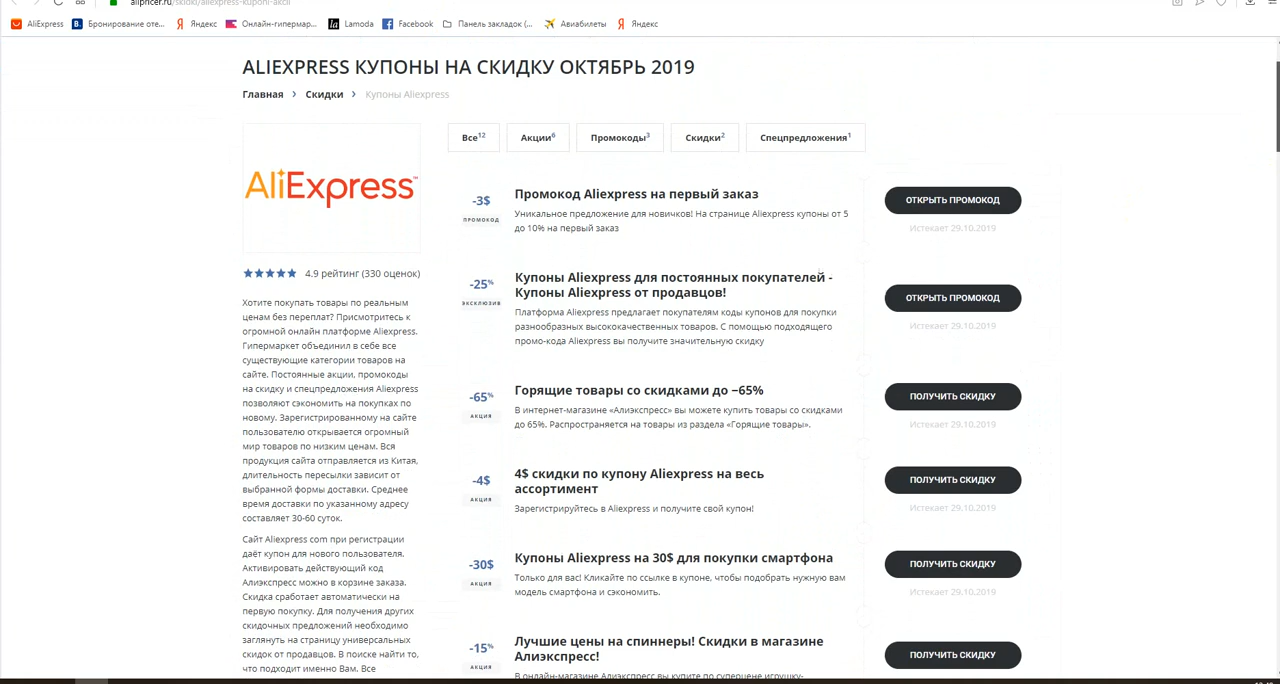 alipricer.ru/skidki/aliexpress-kuponi-akcii
AliExpress
Бронирование оте...
Яндекс
Онлайн-гипермар...
Lamoda
Facebook
Панель закладок (...
Авиабилеты
Яндекс
ALIEXPRESS КУПОНЫ НА СКИДКУ ОКТЯБРЬ 2019
Главная > Скидки > Купоны Aliexpress
Все12 Акции6 Промокоды3 Скидки2 Спецпредложения1
AliExpress
4.9 рейтинг (330 оценок)
Хотите покупать товары по реальным
ценам без переплат? Присмотритесь к
огромной онлайн платформе Aliexpress.
Гипермаркет объединил в себе все
существующие категории товаров на
сайте. Постоянные акции, промокоды
на скидку и спецпредложения Aliexpress
позволяют сэкономить на покупках по
новому. Зарегистрированному на сайте
пользователю открывается огромный
мир товаров по низким ценам. Вся
продукция сайта отправляется из Китая,
длительность пересылки зависит от
выбранной формы доставки. Среднее
время доставки по указанному адресу
составляет 30-60 суток.
Сайт Aliexpress com при регистрации
даёт купон для нового пользователя.
Активировать действующий код
Алиэкспресс можно в корзине заказа.
Скидка сработает автоматически на
первую покупку. Для получения других
скидочных предложений необходимо
заглянуть на страницу универсальных
скидок от продавцов. В поиске найти то,
что подходит именно Вам. Все
-3$
ПРОМОКОД
Промокод Aliexpress на первый заказ
Уникальное предложение для новичков! На странице Aliexpress купоны от 5
до 10% на первый заказ
ОТКРЫТЬ ПРОМОКОД
Истекает 29.10.2019
-25%
ЭКСКЛЮЗИВ
Купоны Aliexpress для постоянных покупателей -
Купоны Aliexpress от продавцов!
Платформа Aliexpress предлагает покупателям коды купонов для покупки
разнообразных высококачественных товаров. С помощью подходящего
промо-кода Aliexpress вы получите значительную скидку
ОТКРЫТЬ ПРОМОКОД
Истекает 29.10.2019
-65%
АКЦИЯ
Горящие товары со скидками до −65%
В интернет-магазине «Алиэкспресс» вы можете купить товары со скидками
до 65%. Распространяется на товары из раздела «Горящие товары».
ПОЛУЧИТЬ СКИДКУ
Истекает 29.10.2019
-4$
АКЦИЯ
4$ скидки по купону Aliexpress на весь
ассортимент
Зарегистрируйтесь в Aliexpress и получите свой купон!
ПОЛУЧИТЬ СКИДКУ
Истекает 29.10.2019
-30$
АКЦИЯ
Купоны Aliexpress на 30$ для покупки смартфона
Только для вас! Кликайте по ссылке в купоне, чтобы подобрать нужную вам
модель смартфона и сэкономить.
ПОЛУЧИТЬ СКИДКУ
Истекает 29.10.2019
-15%
АКЦИЯ
Лучшие цены на спиннеры! Скидки в магазине
Алиэкспресс!
В онлайн-магазине Алиэкспресс вы купите по суперцене игрушку-
ПОЛУЧИТЬ СКИДКУ